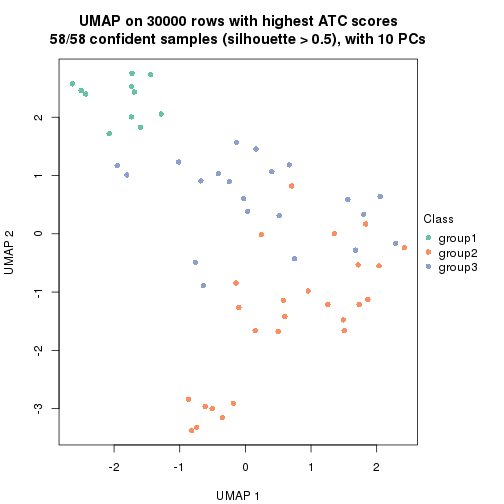 UMAP on 30000 rows with highest ATC scores
58/58 confident samples (silhouette > 0.5), with 10 PCs
UMAP 2
2
1
0
-1
-2
-3
-2
-1
0
1
2
UMAP 1
Class
group1
group2
group3